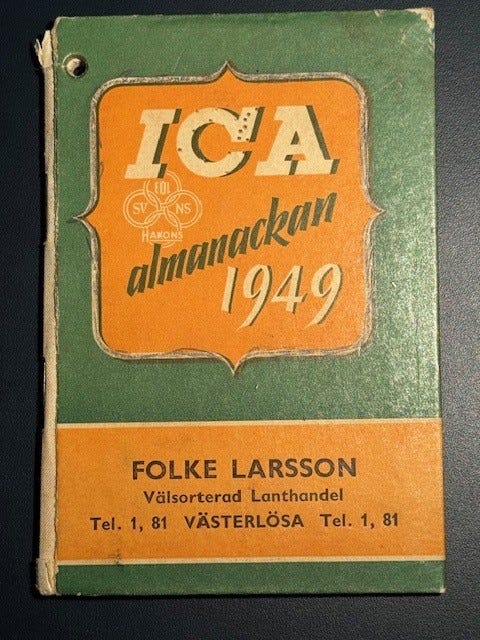 ICA
EOL
SV NS
HAKONS
almanackan
1949
FOLKE LARSSON
Välsorterad Lanthandel
Tel. 1, 81 VÄSTERLÖSA Tel. 1, 81